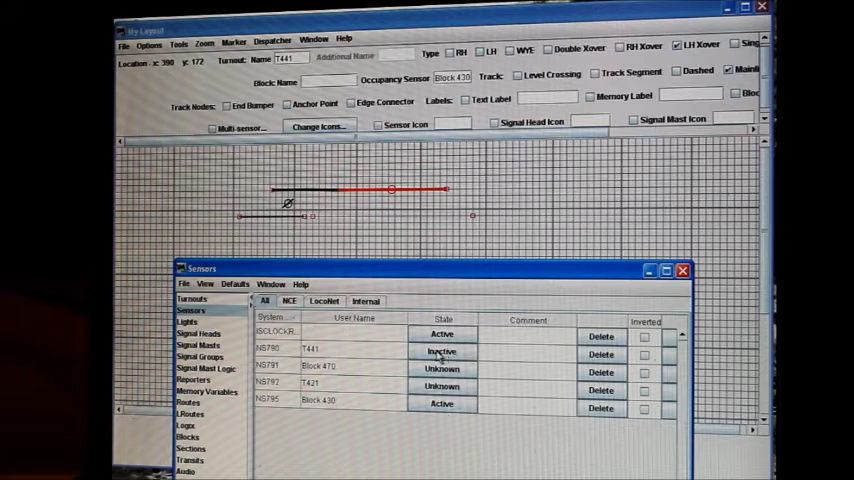 My Layout
File Options Tools Zoom Marker Dispatcher Window Help
Location - x: 390 y: 172 Turnout: Name T441 Additional Name Type RH LH WYE Double Xover RH Xover LH Xover Sing
Block Name Occupancy Sensor Block 430 Track: Level Crossing Track Segment Dashed Mainli
Track Nodes: End Bumper Anchor Point Edge Connector Labels: Text Label Memory Label Bloc
Multi-sensor... Change Icons... Sensor Icon Signal Head Icon Signal Mast Icon
Sensors
File View Defaults Window Help
Turnouts
Sensors
Lights
Signal Heads
Signal Masts
Signal Groups
Signal Mast Logic
Reporters
Memory Variables
Routes
LRoutes
Logix
Blocks
Sections
Transits
Audio
All NCE LocoNet Internal
System ... User Name State Comment Inverted
ISCLOCKR... Active Delete
NS790 T441 Inactive Delete
NS791 Block 470 Unknown Delete
NS792 T421 Unknown Delete
NS795 Block 430 Active Delete